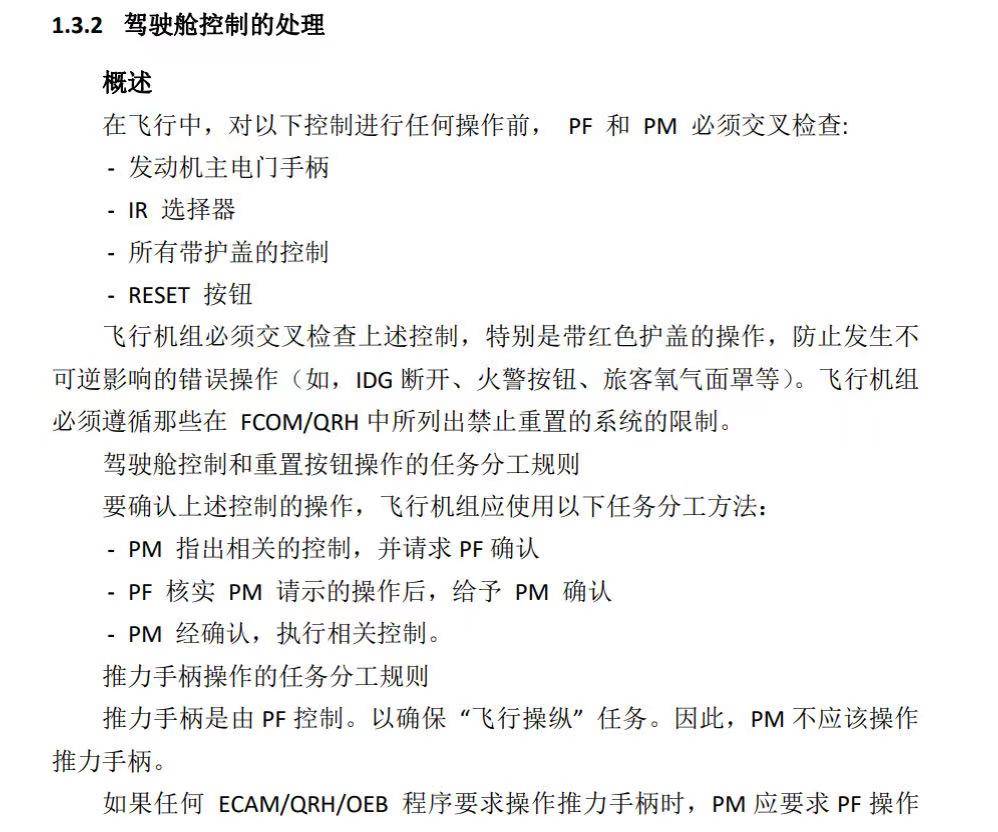 1.3.2 驾驶舱控制的处理
概述
在飞行中，对以下控制进行任何操作前， PF 和 PM 必须交叉检查:
- 发动机主电门手柄
- IR 选择器
- 所有带护盖的控制
- RESET 按钮
飞行机组必须交叉检查上述控制，特别是带红色护盖的操作，防止发生不
可逆影响的错误操作（如，IDG 断开、火警按钮、旅客氧气面罩等）。飞行机组
必须遵循那些在 FCOM/QRH 中所列出禁止重置的系统的限制。
驾驶舱控制和重置按钮操作的任务分工规则
要确认上述控制的操作，飞行机组应使用以下任务分工方法：
- PM 指出相关的控制，并请求 PF 确认
- PF 核实 PM 请示的操作后，给予 PM 确认
- PM 经确认，执行相关控制。
推力手柄操作的任务分工规则
推力手柄是由 PF 控制。以确保 “飞行操纵” 任务。因此，PM 不应该操作
推力手柄。
如果任何 ECAM/QRH/OEB 程序要求操作推力手柄时，PM 应要求 PF 操作